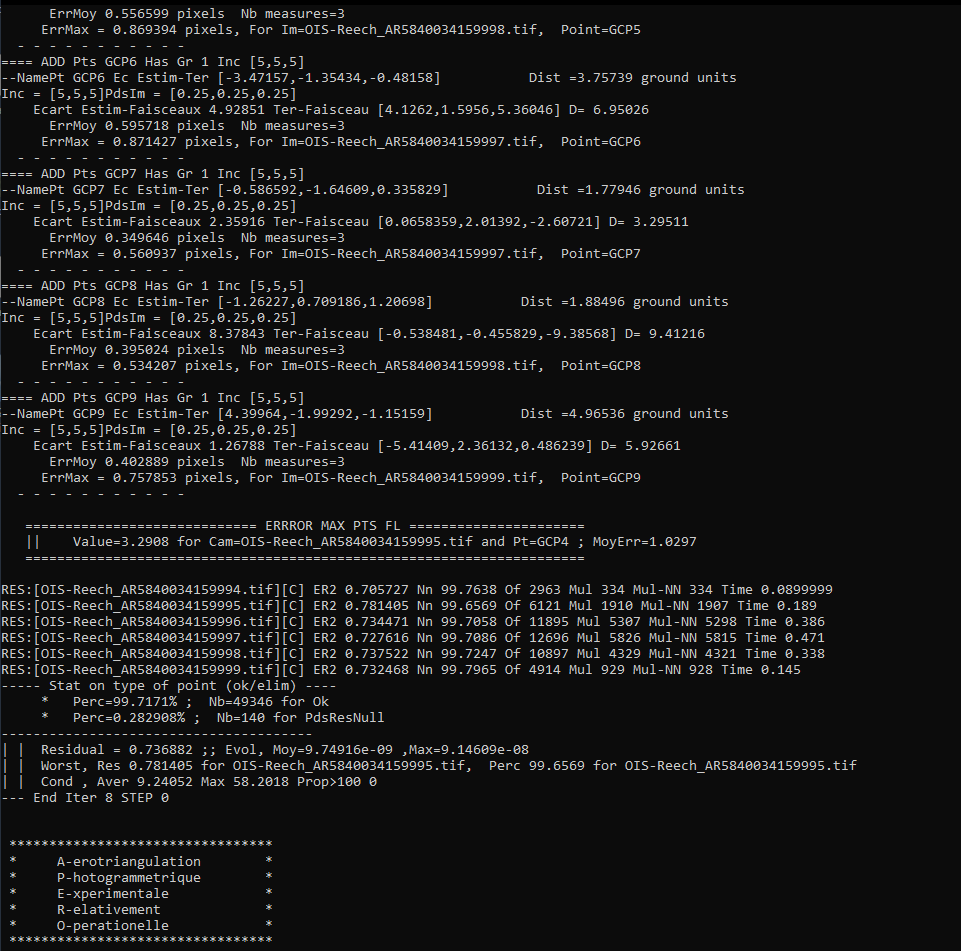 ErrMoy 0.556599 pixels  Nb measures=3
ErrMax = 0.869394 pixels, For Im=OIS-Reech_AR5840034159998.tif,  Point=GCP5
- - - - - - - - - - -
==== ADD Pts GCP6 Has Gr 1 Inc [5,5,5]
--NamePt GCP6 Ec Estim-Ter [-3.47157,-1.35434,-0.48158]           Dist =3.75739 ground units
Inc = [5,5,5]PdsIm = [0.25,0.25,0.25]
Ecart Estim-Faisceaux 4.92851 Ter-Faisceau [4.1262,1.5956,5.36046] D= 6.95026
ErrMoy 0.595718 pixels  Nb measures=3
ErrMax = 0.871427 pixels, For Im=OIS-Reech_AR5840034159997.tif,  Point=GCP6
- - - - - - - - - - -
==== ADD Pts GCP7 Has Gr 1 Inc [5,5,5]
--NamePt GCP7 Ec Estim-Ter [-0.586592,-1.64609,0.335829]           Dist =1.77946 ground units
Inc = [5,5,5]PdsIm = [0.25,0.25,0.25]
Ecart Estim-Faisceaux 2.35916 Ter-Faisceau [0.0658359,2.01392,-2.60721] D= 3.29511
ErrMoy 0.349646 pixels  Nb measures=3
ErrMax = 0.560937 pixels, For Im=OIS-Reech_AR5840034159997.tif,  Point=GCP7
- - - - - - - - - - -
==== ADD Pts GCP8 Has Gr 1 Inc [5,5,5]
--NamePt GCP8 Ec Estim-Ter [-1.26227,0.709186,1.20698]           Dist =1.88496 ground units
Inc = [5,5,5]PdsIm = [0.25,0.25,0.25]
Ecart Estim-Faisceaux 8.37843 Ter-Faisceau [-0.538481,-0.455829,-9.38568] D= 9.41216
ErrMoy 0.395024 pixels  Nb measures=3
ErrMax = 0.534207 pixels, For Im=OIS-Reech_AR5840034159998.tif,  Point=GCP8
- - - - - - - - - - -
==== ADD Pts GCP9 Has Gr 1 Inc [5,5,5]
--NamePt GCP9 Ec Estim-Ter [4.39964,-1.99292,-1.15159]           Dist =4.96536 ground units
Inc = [5,5,5]PdsIm = [0.25,0.25,0.25]
Ecart Estim-Faisceaux 1.26788 Ter-Faisceau [-5.41409,2.36132,0.486239] D= 5.92661
ErrMoy 0.402889 pixels  Nb measures=3
ErrMax = 0.757853 pixels, For Im=OIS-Reech_AR5840034159999.tif,  Point=GCP9
- - - - - - - - - - -
============================= ERRROR MAX PTS FL ======================
||    Value=3.2908 for Cam=OIS-Reech_AR5840034159995.tif and Pt=GCP4 ; MoyErr=1.0297
======================================================================
RES:[OIS-Reech_AR5840034159994.tif][C] ER2 0.705727 Nn 99.7638 Of 2963 Mul 334 Mul-NN 334 Time 0.0899999
RES:[OIS-Reech_AR5840034159995.tif][C] ER2 0.781405 Nn 99.6569 Of 6121 Mul 1910 Mul-NN 1907 Time 0.189
RES:[OIS-Reech_AR5840034159996.tif][C] ER2 0.734471 Nn 99.7058 Of 11895 Mul 5307 Mul-NN 5298 Time 0.386
RES:[OIS-Reech_AR5840034159997.tif][C] ER2 0.727616 Nn 99.7086 Of 12696 Mul 5826 Mul-NN 5815 Time 0.471
RES:[OIS-Reech_AR5840034159998.tif][C] ER2 0.737522 Nn 99.7247 Of 10897 Mul 4329 Mul-NN 4321 Time 0.338
RES:[OIS-Reech_AR5840034159999.tif][C] ER2 0.732468 Nn 99.7965 Of 4914 Mul 929 Mul-NN 928 Time 0.145
----- Stat on type of point (ok/elim) ----
*   Perc=99.7171% ;  Nb=49346 for Ok
*   Perc=0.282908% ;  Nb=140 for PdsResNull
---------------------------------------
| |  Residual = 0.736882 ;; Evol, Moy=9.74916e-09 ,Max=9.14609e-08
| |  Worst, Res 0.781405 for OIS-Reech_AR5840034159995.tif,  Perc 99.6569 for OIS-Reech_AR5840034159995.tif
| |  Cond , Aver 9.24052 Max 58.2018 Prop>100 0
--- End Iter 8 STEP 0
*********************************
*     A-erotriangulation        *
*     P-hotogrammetrique        *
*     E-xperimentale            *
*     R-elativement             *
*     O-perationelle            *
*********************************